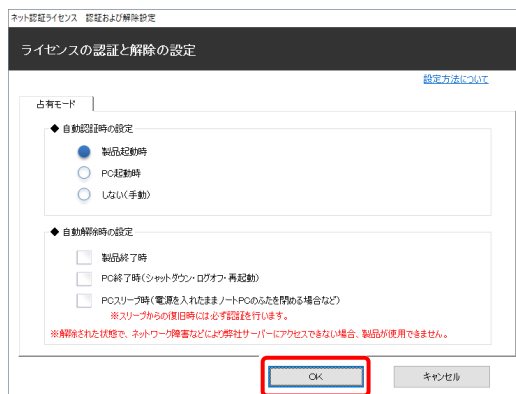 ネット認証ライセンス　認証および解除設定
ライセンスの認証と解除の設定
設定方法について
占有モード
◆ 自動認証時の設定
製品起動時
PC起動時
しない(手動)
◆ 自動解除時の設定
製品終了時
PC終了時(シャットダウン・ログオフ・再起動)
PCスリープ時(電源を入れたままノートPCのふたを閉める場合など)
※スリープからの復旧時には必ず認証を行います。
※解除された状態で、ネットワーク障害などにより弊社サーバーにアクセスできない場合、製品が使用できません。
OK
キャンセル